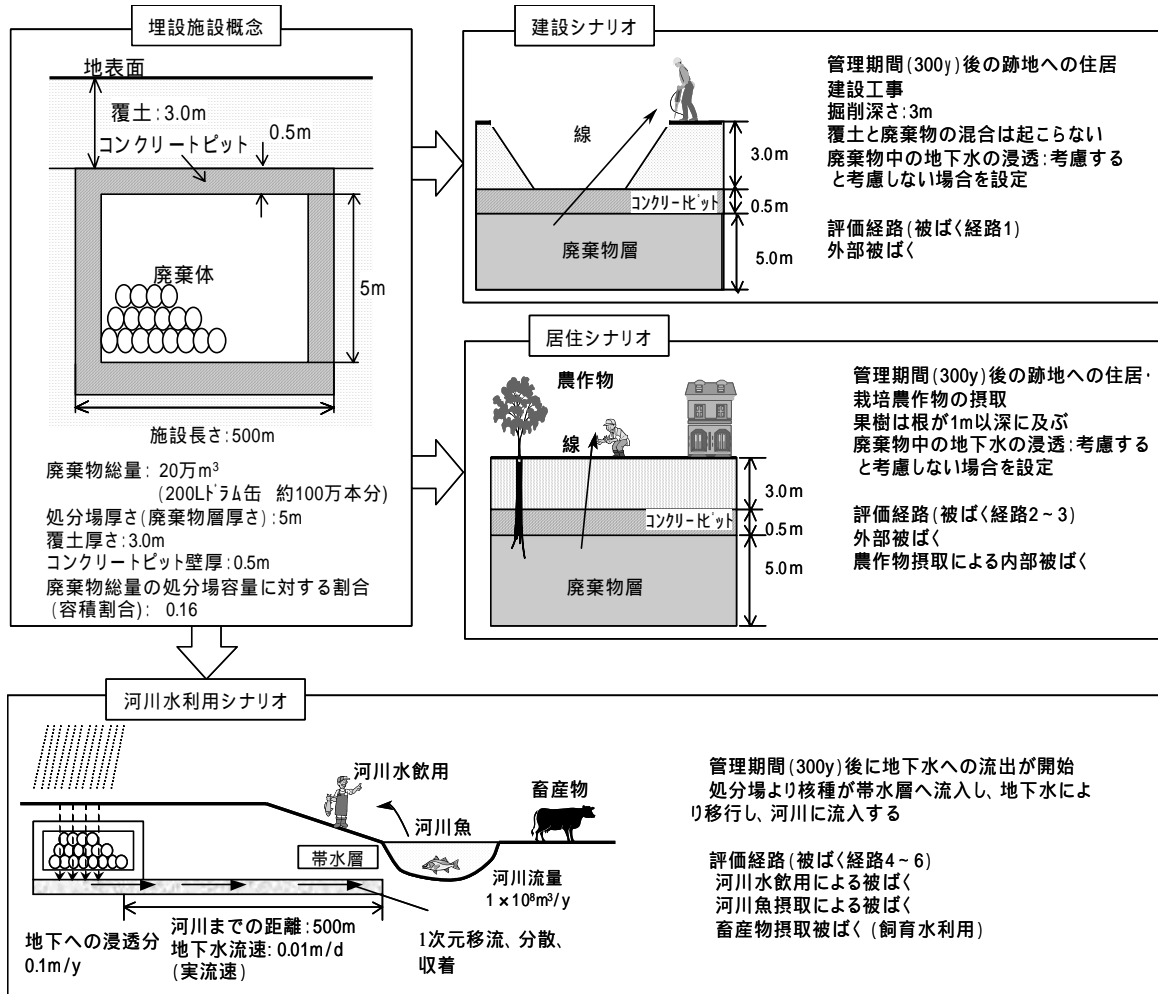 埋設施設概念
地表面
覆土:3.0m
0.5m
コンクリートピット
廃棄体
5m
施設長さ:500m
廃棄物総量: 20万m³
(200Lドラム缶 約100万本分)
処分場厚さ(廃棄物層厚さ):5m
覆土厚さ:3.0m
コンクリートピット壁厚:0.5m
廃棄物総量の処分場容量に対する割合
(容積割合): 0.16
建設シナリオ
線
3.0m
コンクリートピット
0.5m
廃棄物層
5.0m
管理期間(300y)後の跡地への住居
建設工事
掘削深さ:3m
覆土と廃棄物の混合は起こらない
廃棄物中の地下水の浸透:考慮する
と考慮しない場合を設定
評価経路(被ばく経路1)
外部被ばく
居住シナリオ
農作物
線
3.0m
コンクリートピット
0.5m
5.0m
廃棄物層
管理期間(300y)後の跡地への住居・
栽培農作物の摂取
果樹は根が1m以深に及ぶ
廃棄物中の地下水の浸透:考慮する
と考慮しない場合を設定
評価経路(被ばく経路2~3)
外部被ばく
農作物摂取による内部被ばく
河川水利用シナリオ
河川水飲用
畜産物
河川魚
帯水層
河川流量
1×10⁸m³/y
河川までの距離:500m
地下水流速:0.01m/d
(実流速)
地下への浸透分
0.1m/y
1次元移流、分散、
収着
管理期間(300y)後に地下水への流出が開始
処分場より核種が帯水層へ流入し、地下水によ
り移行し、河川に流入する
評価経路(被ばく経路4~6)
河川水飲用による被ばく
河川魚摂取による被ばく
畜産物摂取被ばく(飼育水利用)